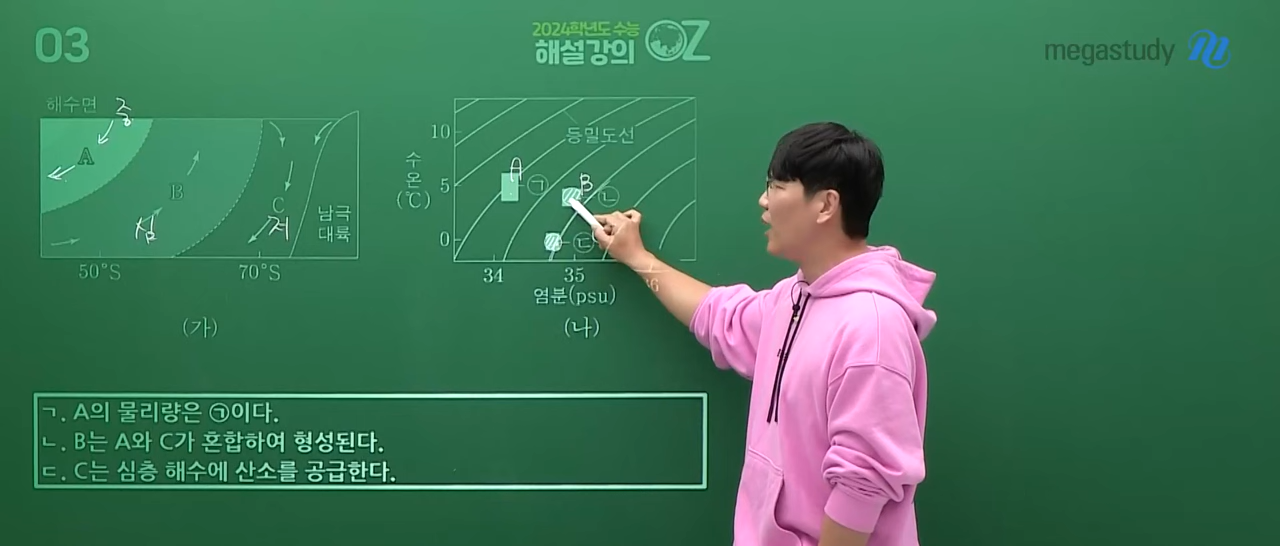 03
2024학년도 수능
해설강의 OZ
megastudy
해수면
중
A
B
C
심
저
남극
대륙
50°S
70°S
(가)
등밀도선
수온
(℃)
10
5
0
A
㉠
B
㉡
㉢
34
35
36
염분(psu)
(나)
ㄱ. A의 물리량은 ㉠이다.
ㄴ. B는 A와 C가 혼합하여 형성된다.
ㄷ. C는 심층 해수에 산소를 공급한다.